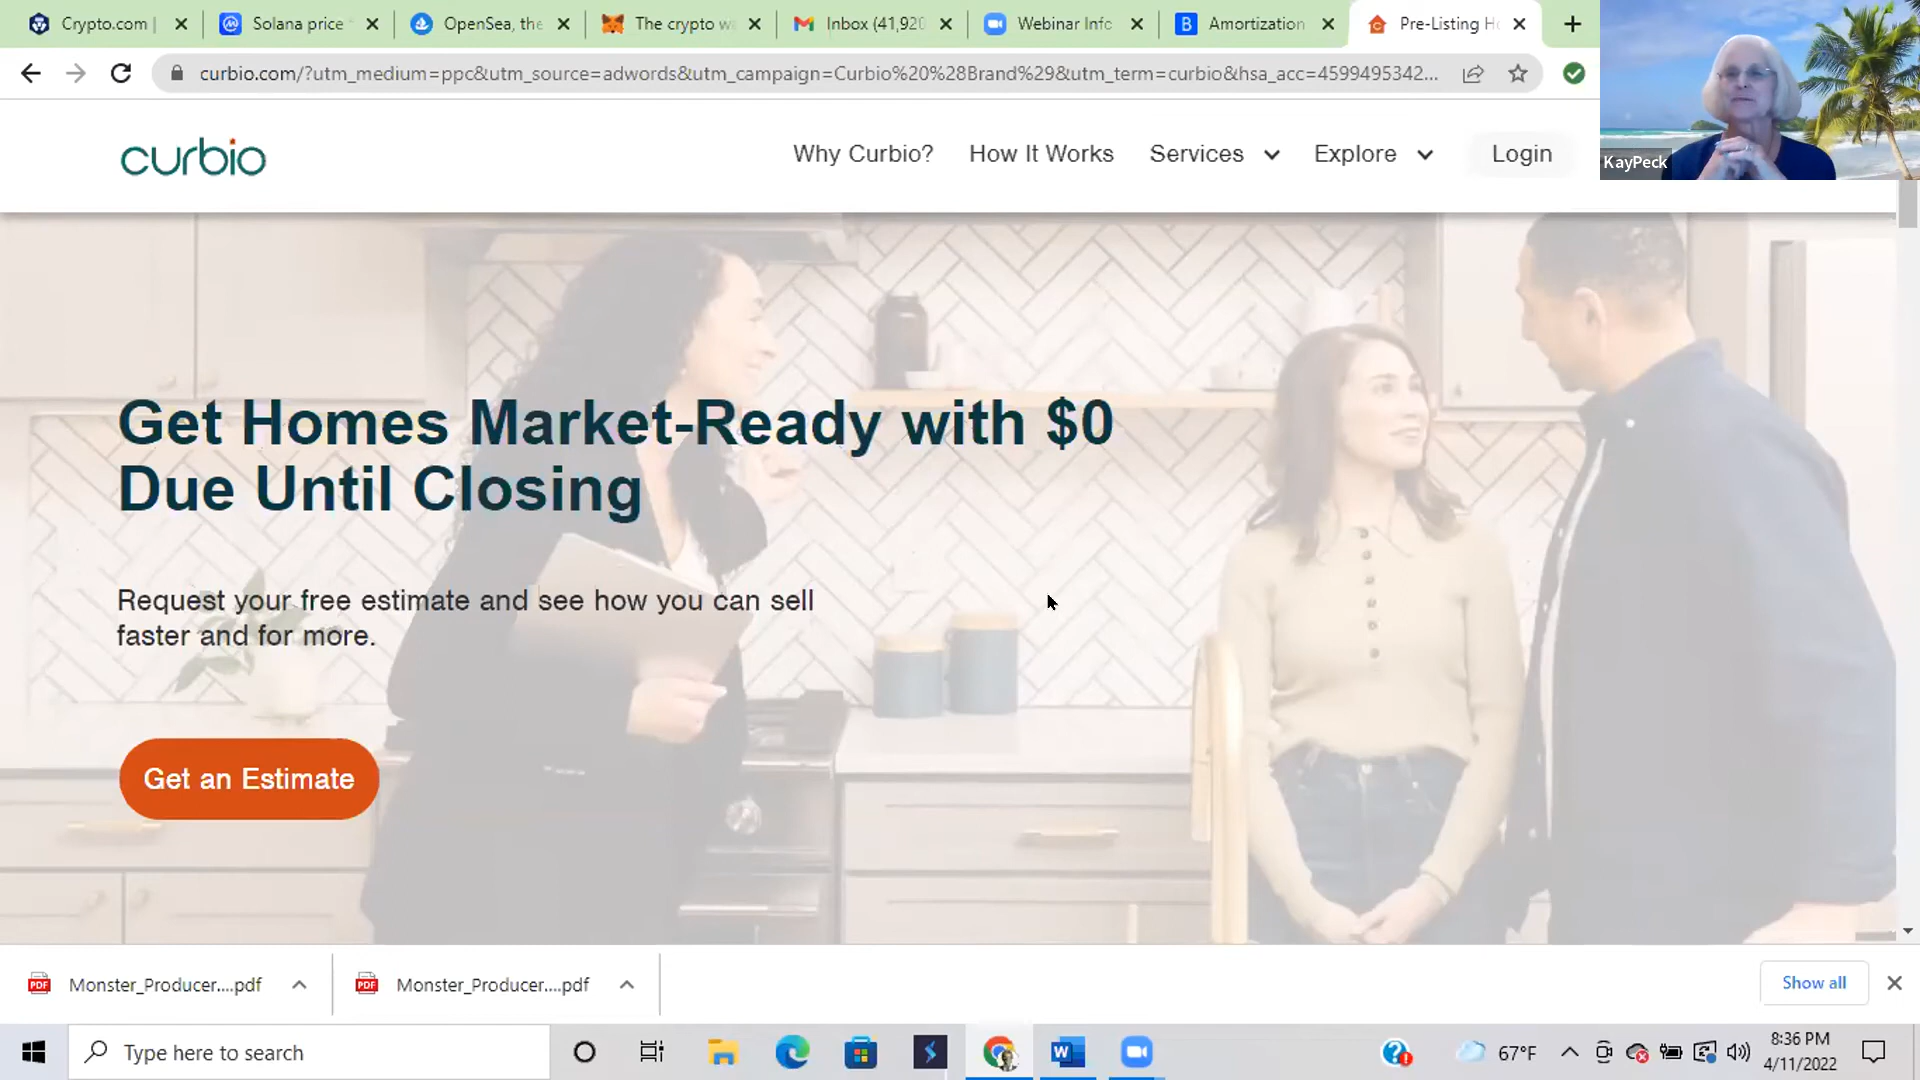 Crypto.com |
Solana price
OpenSea, the
The crypto w
Inbox (41,920
Webinar Info
Amortization
Pre-Listing H
curbio.com/?utm_medium=ppc&utm_source=adwords&utm_campaign=Curbio%20%28Brand%29&utm_term=curbio&hsa_acc=4599495342...
KayPeck
curbio
Why Curbio?
How It Works
Services
Explore
Login
Get Homes Market-Ready with $0
Due Until Closing
Request your free estimate and see how you can sell
faster and for more.
Get an Estimate
PDF
Monster_Producer....pdf
PDF
Monster_Producer....pdf
Show all
Type here to search
67°F
8:36 PM
4/11/2022